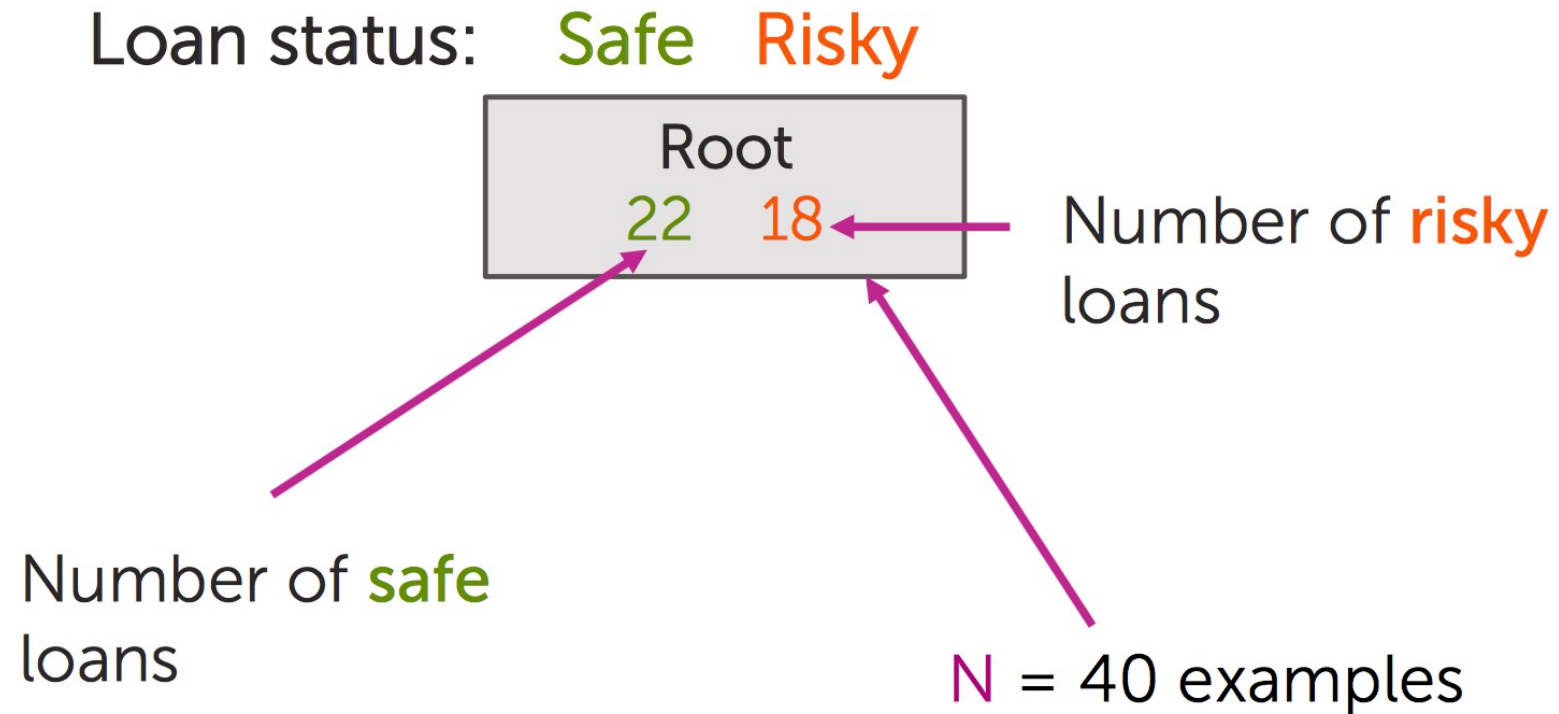 Loan status: Safe Risky
Root
22 18
Number of risky
loans
Number of safe
loans
N = 40 examples